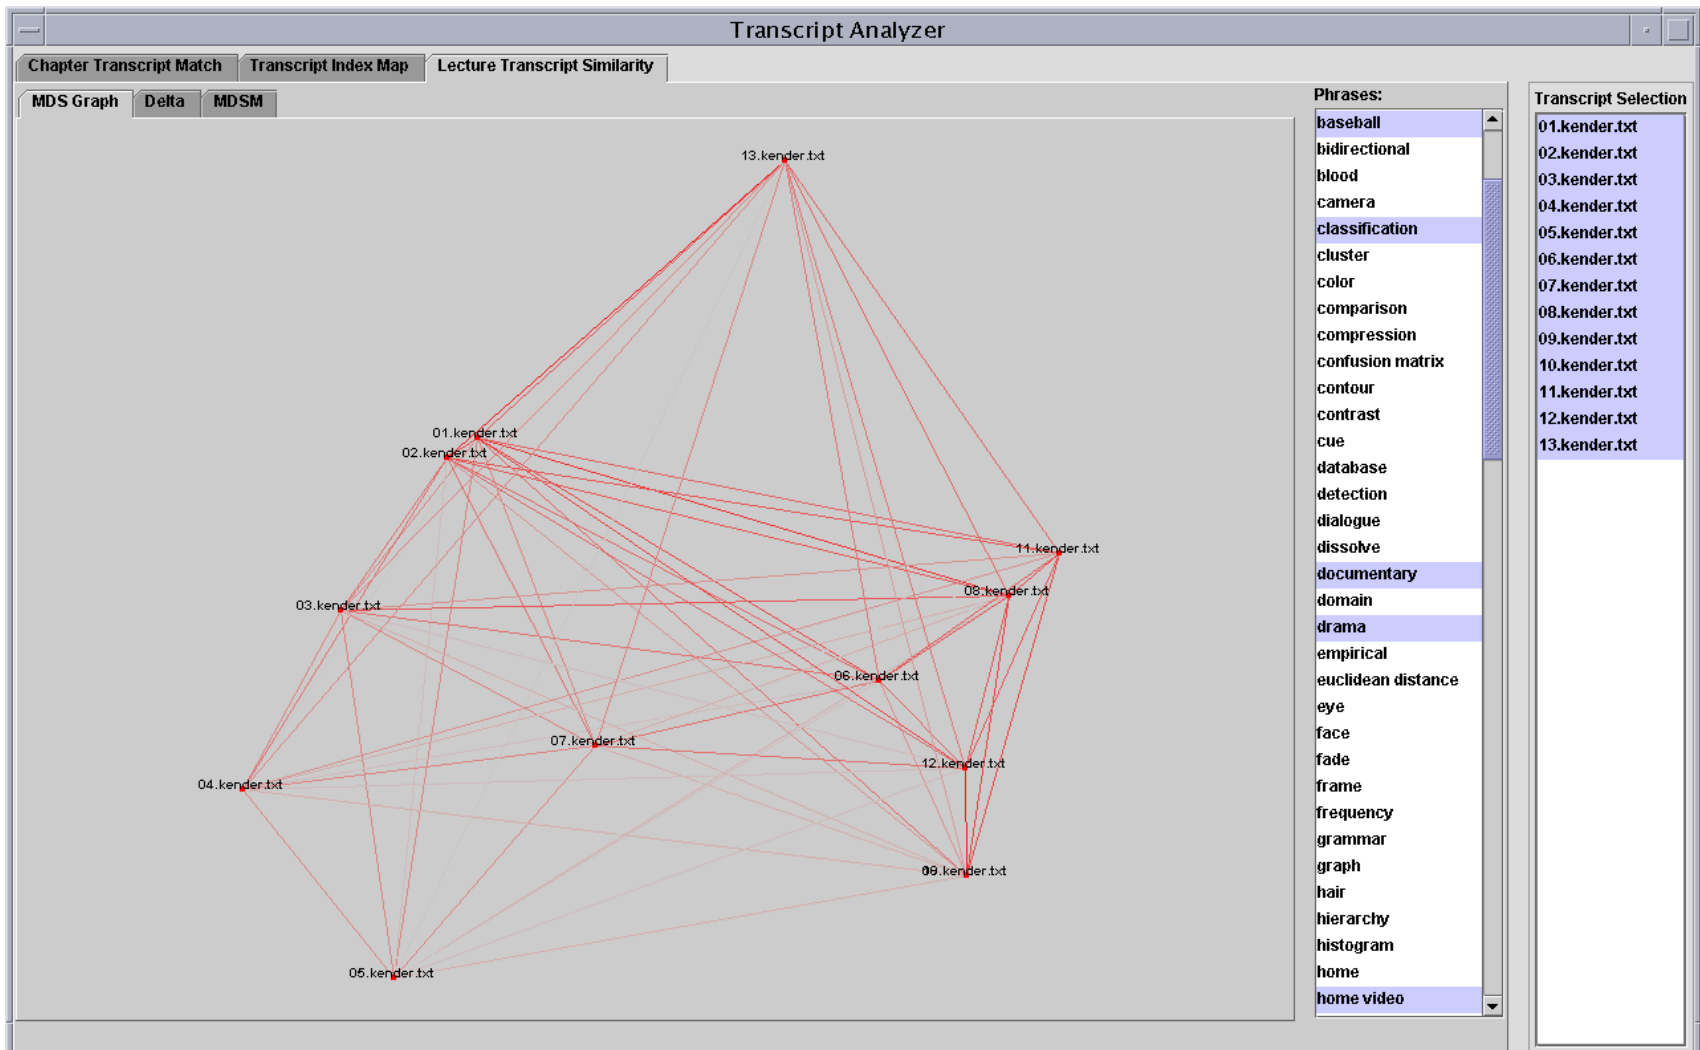 Transcript Analyzer
Chapter Transcript Match
Transcript Index Map
Lecture Transcript Similarity
MDS Graph
Delta
MDSM
13.kender.txt
01.kender.txt
02.kender.txt
11.kender.txt
08.kender.txt
03.kender.txt
06.kender.txt
07.kender.txt
12.kender.txt
04.kender.txt
.kender.txt
05.kender.txt
Phrases:
baseball
bidirectional
blood
camera
classification
cluster
color
comparison
compression
confusion matrix
contour
contrast
cue
database
detection
dialogue
dissolve
documentary
domain
drama
empirical
euclidean distance
eye
face
fade
frame
frequency
grammar
graph
hair
hierarchy
histogram
home
home video
Transcript Selection
01.kender.txt
02.kender.txt
03.kender.txt
04.kender.txt
05.kender.txt
06.kender.txt
07.kender.txt
08.kender.txt
09.kender.txt
10.kender.txt
11.kender.txt
12.kender.txt
13.kender.txt